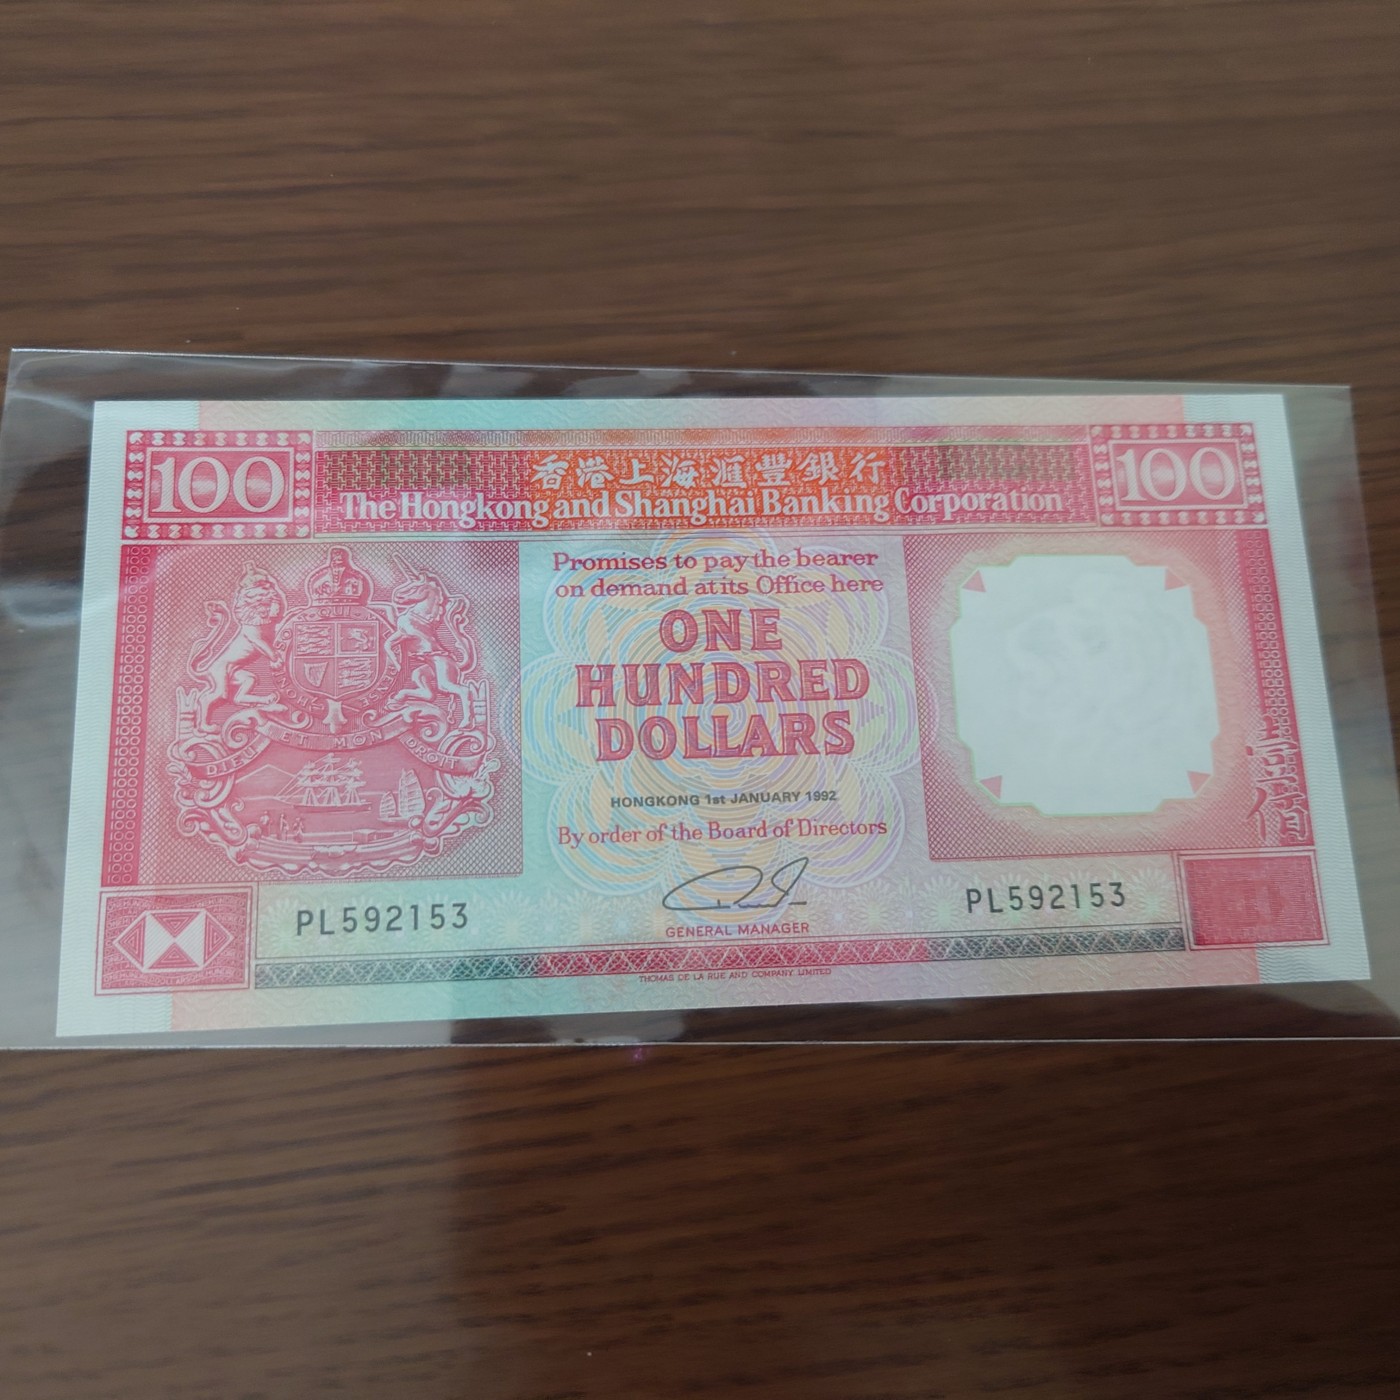 100
香港上海滙豐銀行
100
The Hongkong and Shanghai Banking Corporation
Promises to pay the bearer
on demand at its Office here
ONE
HUNDRED
DOLLARS
DIEU ET MON DROIT
HONGKONG 1st JANUARY 1992
By order of the Board of Directors
PL592153
PL592153
GENERAL MANAGER
THOMAS DE LA RUE AND COMPANY LIMITED